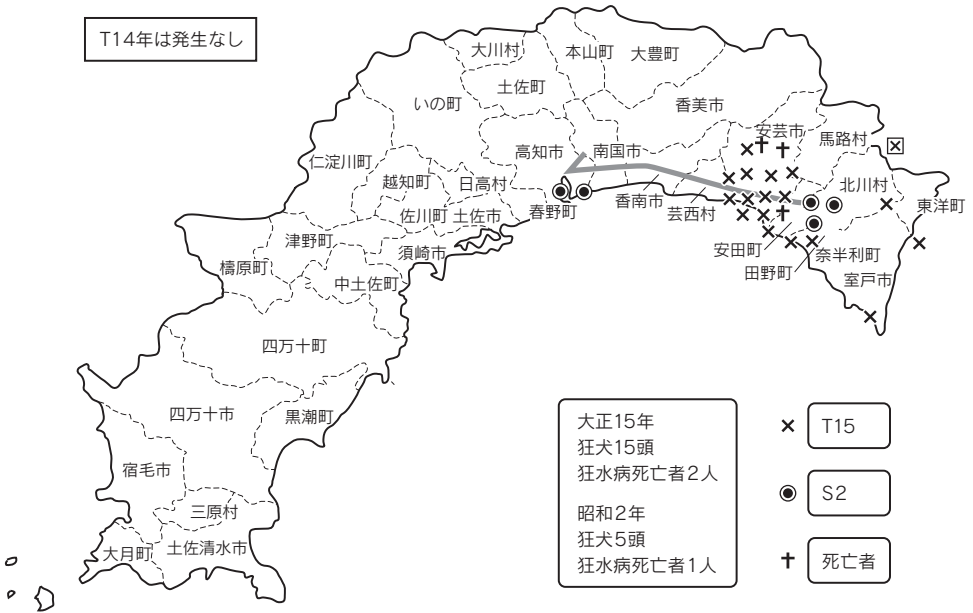 T14年は発生なし
大川村
本山町
大豊町
土佐町
いの町
香美市
安芸市
馬路村
高知市
南国市
仁淀川町
越知町
日高村
北川村
東洋町
佐川町
土佐市
春野町
香南市
芸西村
津野町
須崎市
安田町
奈半利町
田野町
檮原町
中土佐町
室戸市
四万十町
四万十市
黒潮町
宿毛市
三原村
大月町
土佐清水市
大正15年
狂犬15頭
狂水病死亡者2人
昭和2年
狂犬5頭
狂水病死亡者1人
T15
S2
死亡者